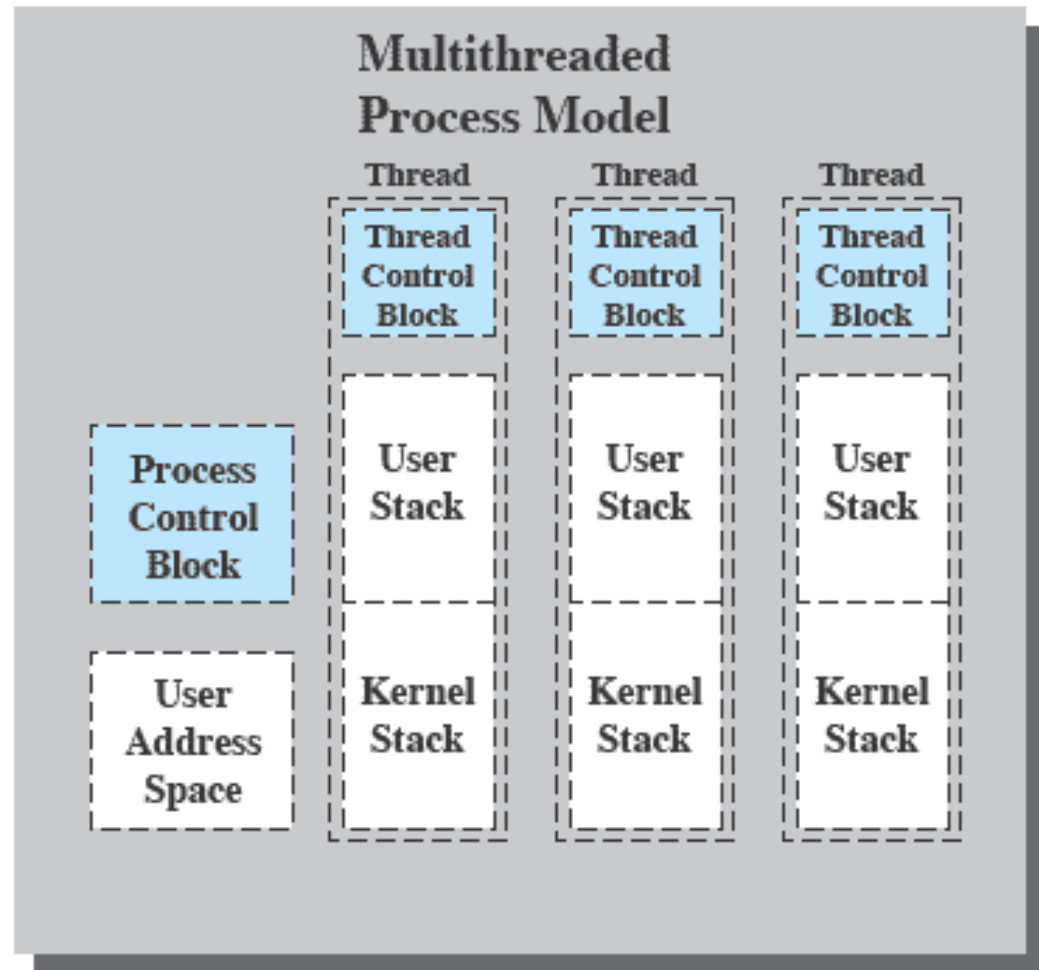 Multithreaded
Process Model
Thread
Thread
Control
Block
User
Stack
Kernel
Stack
Thread
Thread
Control
Block
User
Stack
Kernel
Stack
Thread
Thread
Control
Block
User
Stack
Kernel
Stack
Process
Control
Block
User
Address
Space